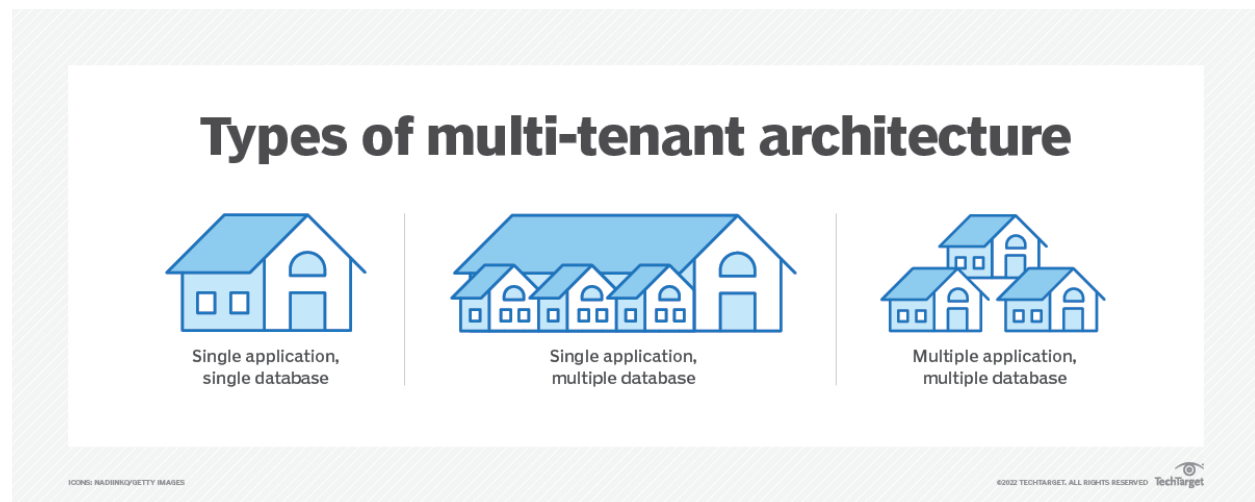 Types of multi-tenant architecture
Single application,
single database
Single application,
multiple database
Multiple application,
multiple database
ICONS: NADIINKO/GETTY IMAGES
©2022 TECHTARGET. ALL RIGHTS RESERVED TechTarget